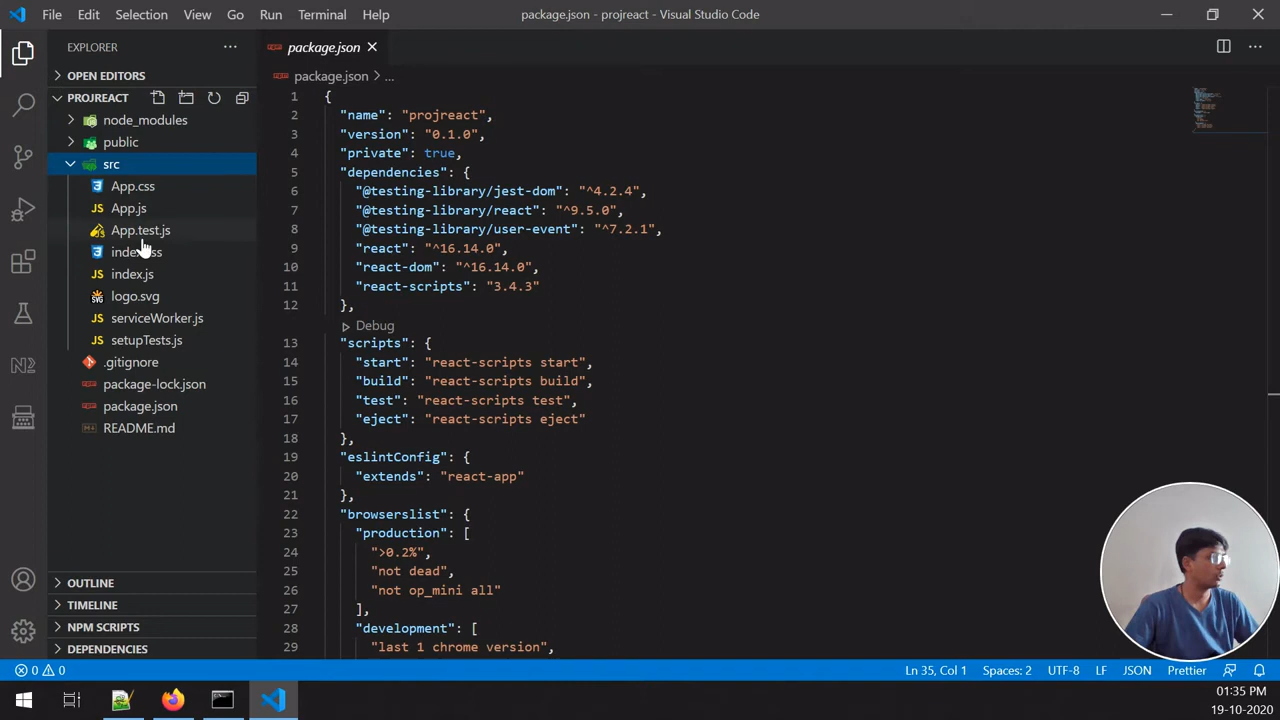 File Edit Selection View Go Run Terminal Help package.json - projreact - Visual Studio Code
EXPLORER
OPEN EDITORS
PROJREACT
node_modules
public
src
App.css
App.js
App.test.js
index.css
index.js
logo.svg
serviceWorker.js
setupTests.js
.gitignore
package-lock.json
package.json
README.md
OUTLINE
TIMELINE
NPM SCRIPTS
DEPENDENCIES
package.json
package.json > ...
1 {
2 "name": "projreact",
3 "version": "0.1.0",
4 "private": true,
5 "dependencies": {
6 "@testing-library/jest-dom": "^4.2.4",
7 "@testing-library/react": "^9.5.0",
8 "@testing-library/user-event": "^7.2.1",
9 "react": "^16.14.0",
10 "react-dom": "^16.14.0",
11 "react-scripts": "3.4.3"
12 },
Debug
13 "scripts": {
14 "start": "react-scripts start",
15 "build": "react-scripts build",
16 "test": "react-scripts test",
17 "eject": "react-scripts eject"
18 },
19 "eslintConfig": {
20 "extends": "react-app"
21 },
22 "browserslist": {
23 "production": [
24 ">0.2%",
25 "not dead",
26 "not op_mini all"
27 ],
28 "development": [
29 "last 1 chrome version",
0 0 Ln 35, Col 1 Spaces: 2 UTF-8 LF JSON Prettier
01:35 PM
19-10-2020